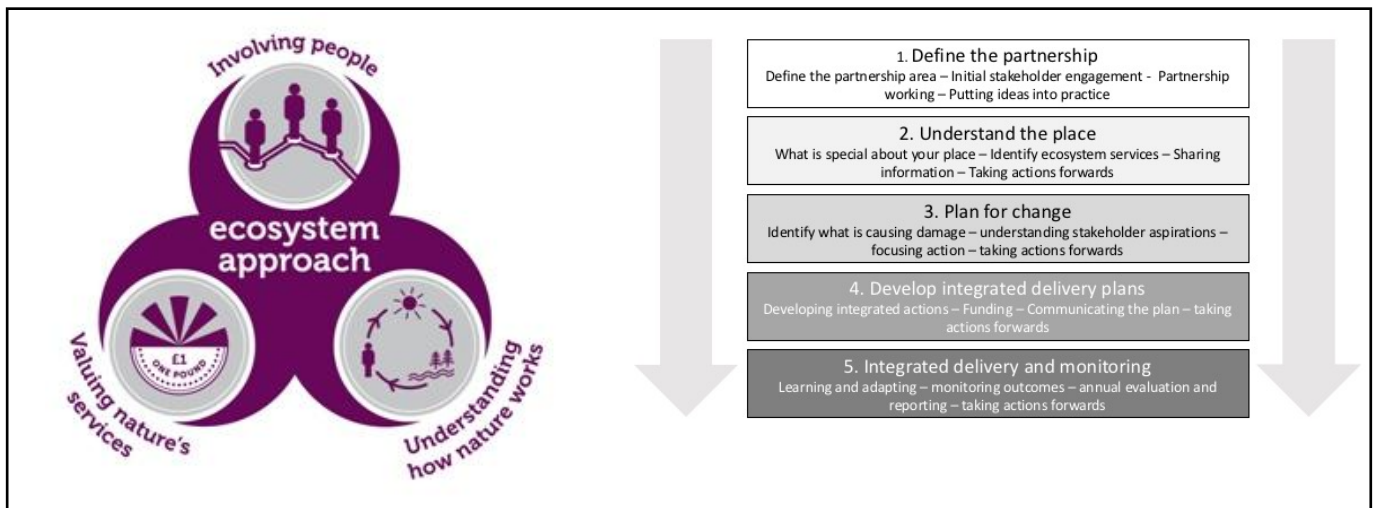 Involving people
ecosystem
approach
£1
ONE POUND
Valuing nature's
services
Understanding
how nature works
1. Define the partnership
Define the partnership area – Initial stakeholder engagement - Partnership
working – Putting ideas into practice
2. Understand the place
What is special about your place – Identify ecosystem services – Sharing
information – Taking actions forwards
3. Plan for change
Identify what is causing damage – understanding stakeholder aspirations –
focusing action – taking actions forwards
4. Develop integrated delivery plans
Developing integrated actions – Funding – Communicating the plan – taking
actions forwards
5. Integrated delivery and monitoring
Learning and adapting – monitoring outcomes – annual evaluation and
reporting – taking actions forwards